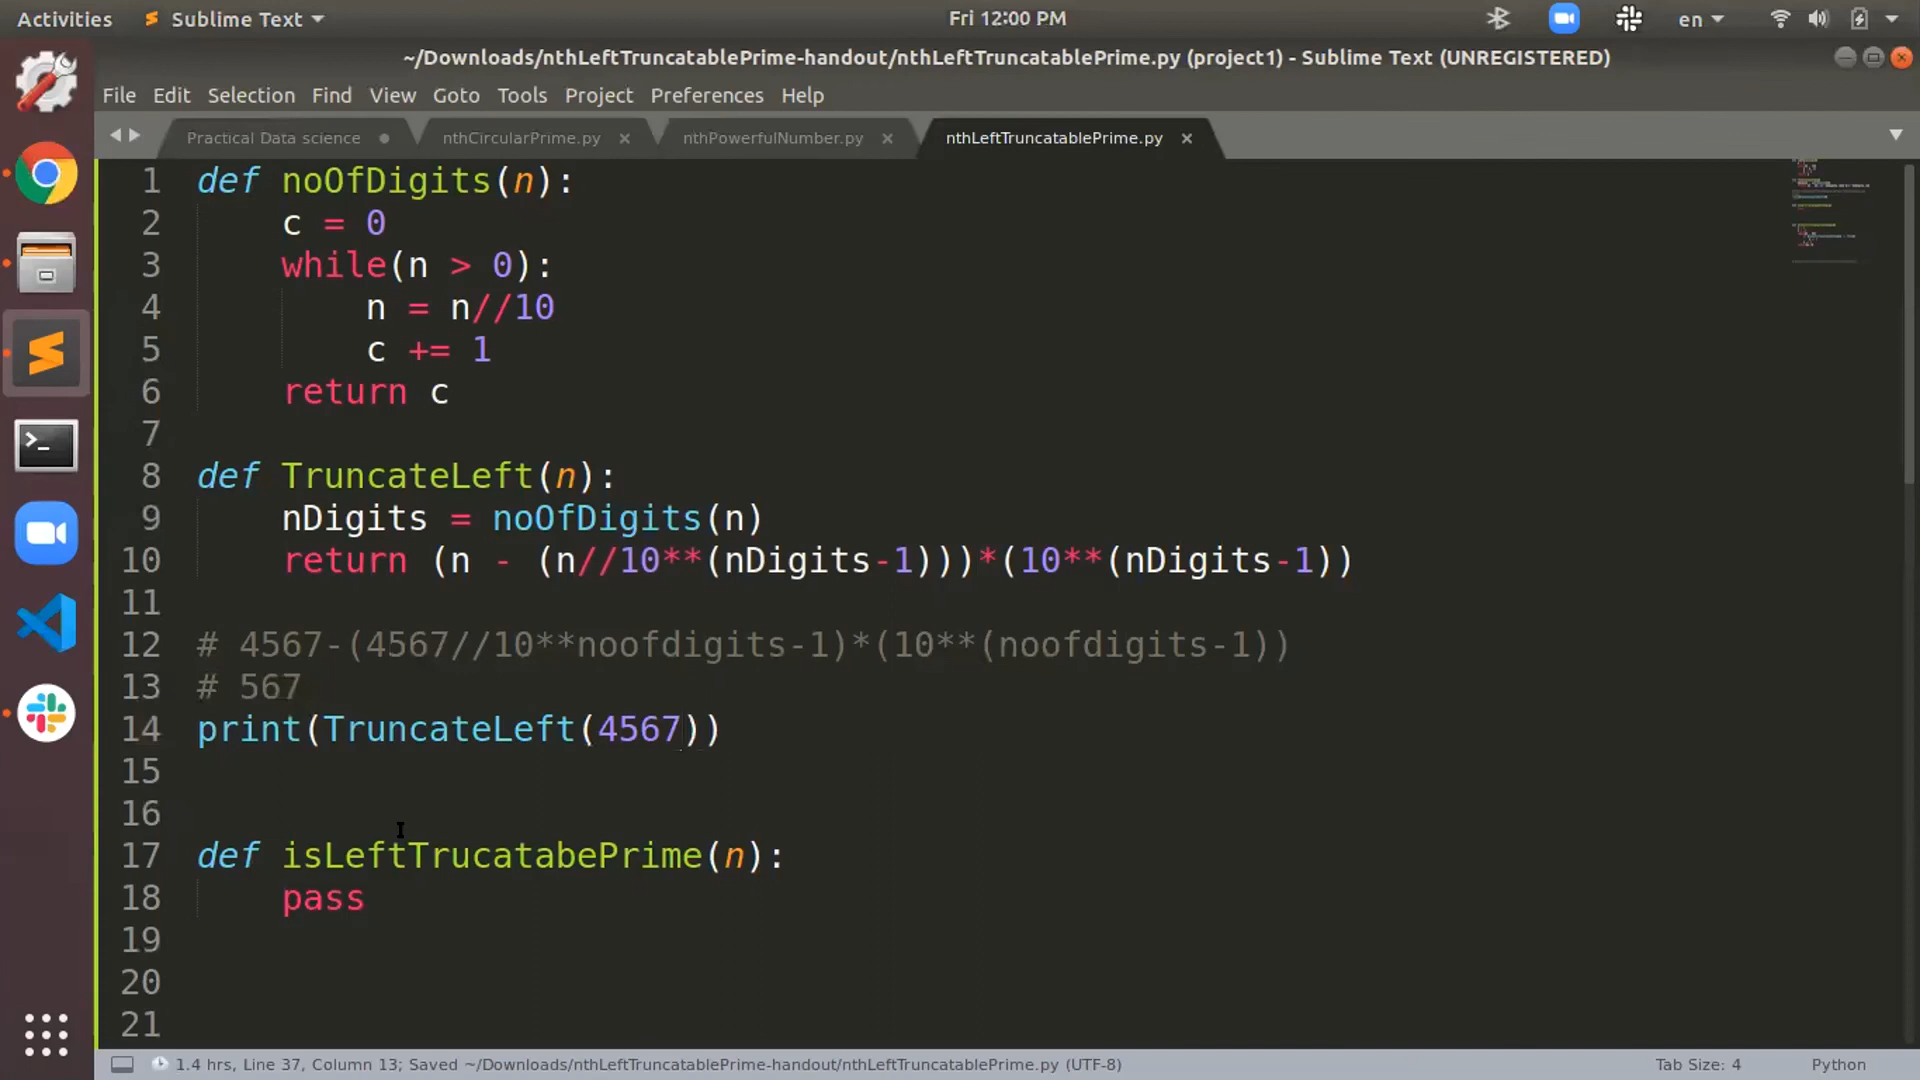 Activities Sublime Text Fri 12:00 PM en
~/Downloads/nthLeftTruncatablePrime-handout/nthLeftTruncatablePrime.py (project1) - Sublime Text (UNREGISTERED)
File Edit Selection Find View Goto Tools Project Preferences Help
Practical Data science nthCircularPrime.py nthPowerfulNumber.py nthLeftTruncatablePrime.py
1 def noOfDigits(n):
2     c = 0
3     while(n > 0):
4         n = n//10
5         c += 1
6     return c
7
8 def TruncateLeft(n):
9     nDigits = noOfDigits(n)
10     return (n - (n//10**(nDigits-1)))*(10**(nDigits-1))
11
12 # 4567-(4567//10**noofdigits-1)*(10**(noofdigits-1))
13 # 567
14 print(TruncateLeft(4567))
15
16
17 def isLeftTrucatabePrime(n):
18     pass
19
20
21
1.4 hrs, Line 37, Column 13; Saved ~/Downloads/nthLeftTruncatablePrime-handout/nthLeftTruncatablePrime.py (UTF-8) Tab Size: 4 Python